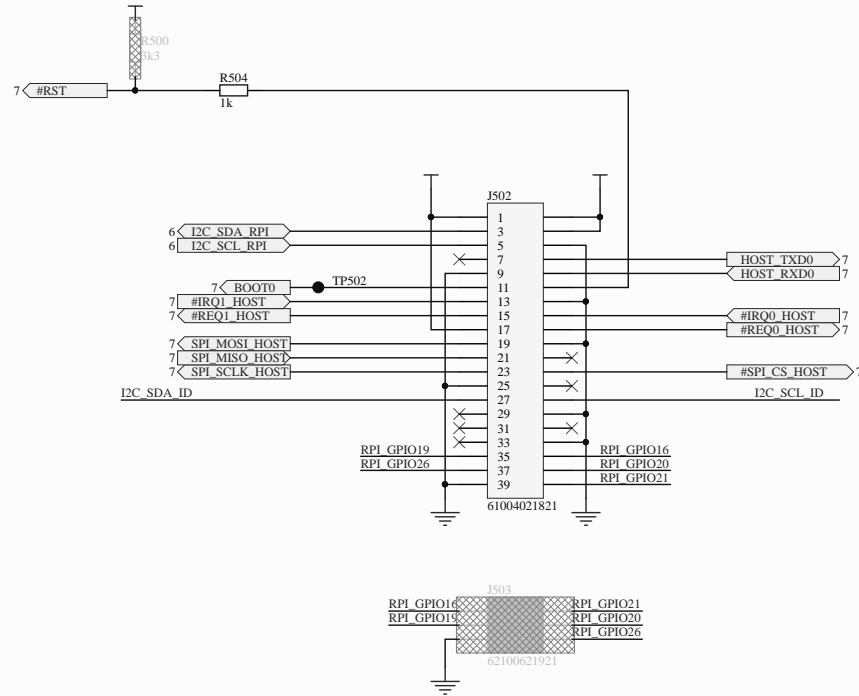 R500
3k3
7 #RST
R504
1k
J502
1
6 I2C_SDA_RPI 3
6 I2C_SCL_RPI 5
7 HOST_TXD0 7
9 HOST_RXD0 7
7 BOOT0 TP502 11
7 #IRQ1_HOST 13
7 #REQ1_HOST 15 #IRQ0_HOST 7
17 #REQ0_HOST 7
7 SPI_MOSI_HOST 19
7 SPI_MISO_HOST 21
7 SPI_SCLK_HOST 23 #SPI_CS_HOST 7
25
I2C_SDA_ID 27 I2C_SCL_ID
29
31
33
RPI_GPIO19 35 RPI_GPIO16
RPI_GPIO26 37 RPI_GPIO20
39 RPI_GPIO21
61004021821
J503
RPI_GPIO16 RPI_GPIO21
RPI_GPIO19 RPI_GPIO20
RPI_GPIO26
62100621921